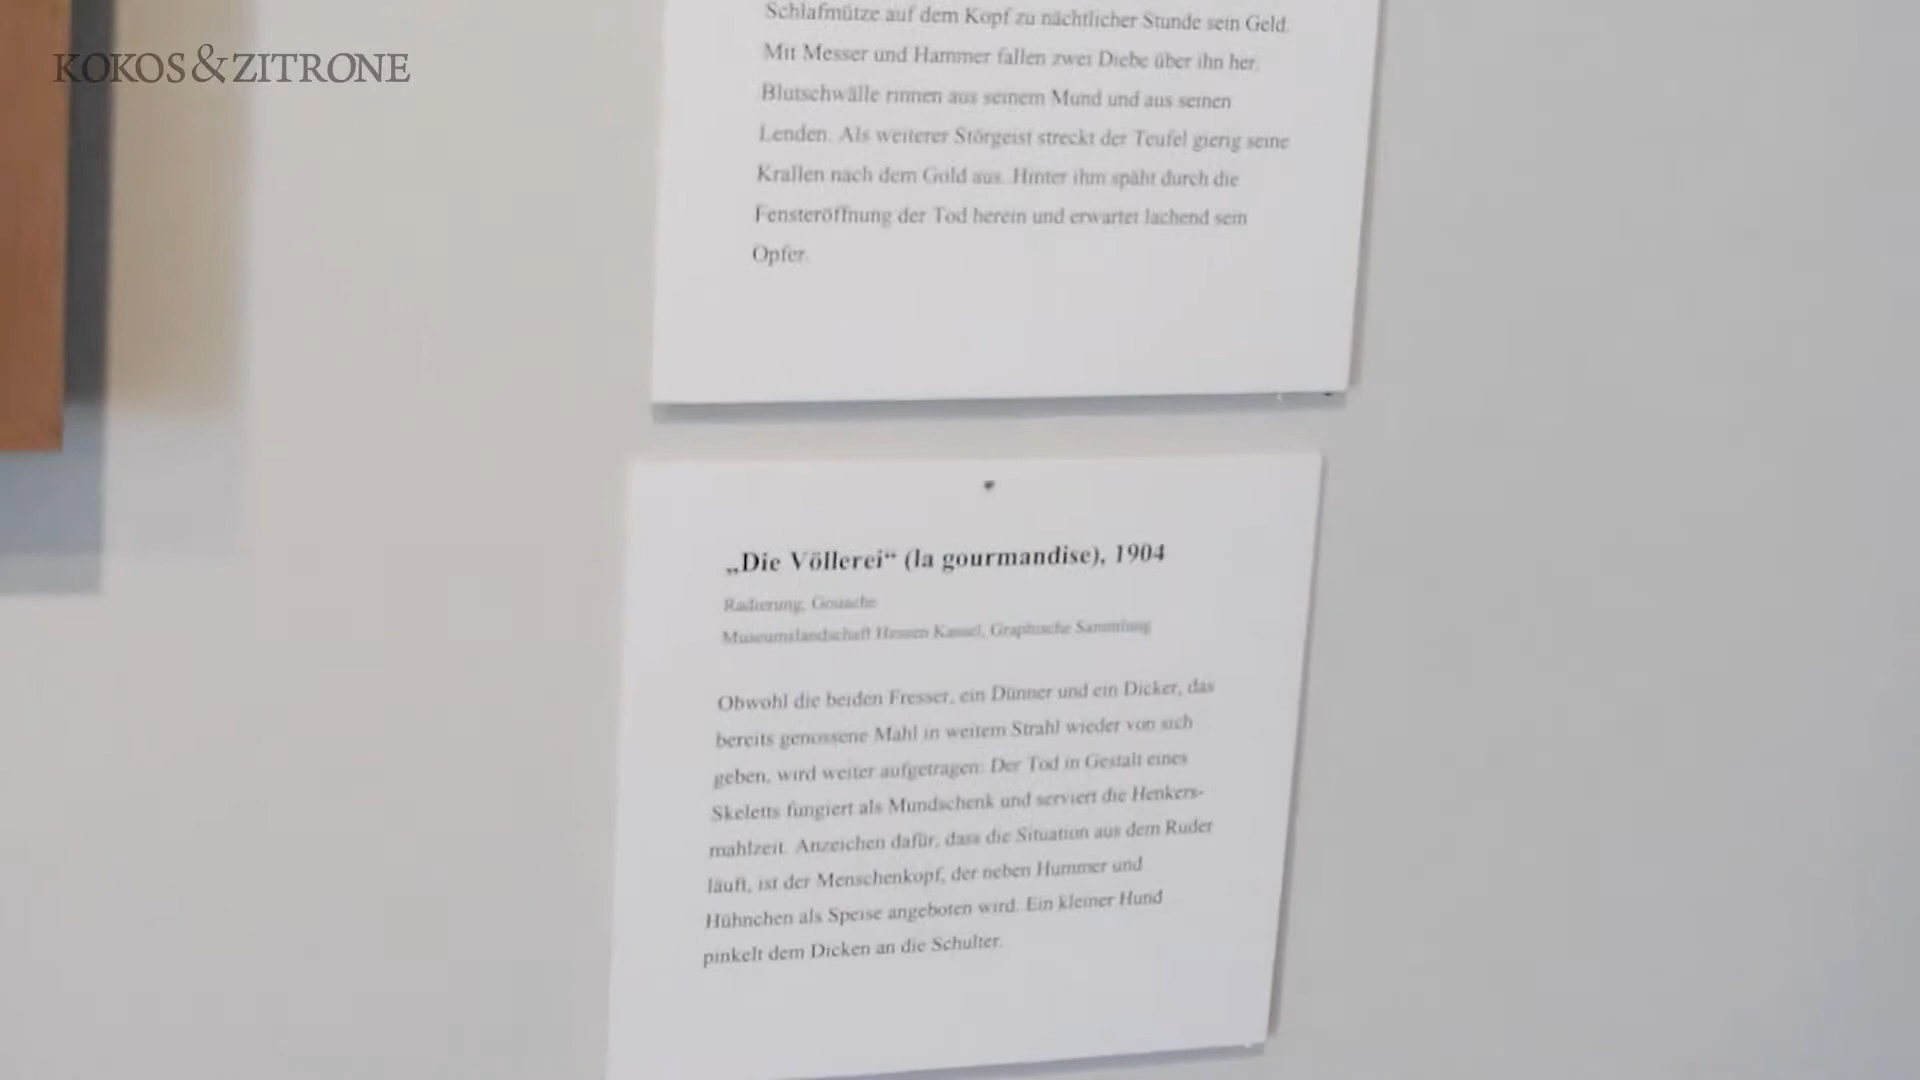 KOKOS&ZITRONE
Schlafmütze auf dem Kopf zu nächtlicher Stunde sein Geld.
Mit Messer und Hammer fallen zwei Diebe über ihn her.
Blutschwälle rinnen aus seinem Mund und aus seinen
Lenden. Als weiterer Störgeist streckt der Teufel gierig seine
Krallen nach dem Gold aus. Hinter ihm späht durch die
Fensteröffnung der Tod herein und erwartet lachend sein
Opfer.
„Die Völlerei“ (la gourmandise), 1904
Radierung, Gouache
Museumslandschaft Hessen Kassel, Graphische Sammlung
Obwohl die beiden Fresser, ein Dünner und ein Dicker, das
bereits genossene Mahl in weitem Strahl wieder von sich
geben, wird weiter aufgetragen: Der Tod in Gestalt eines
Skeletts fungiert als Mundschenk und serviert die Henkers-
mahlzeit. Anzeichen dafür, dass die Situation aus dem Ruder
läuft, ist der Menschenkopf, der neben Hummer und
Hühnchen als Speise angeboten wird. Ein kleiner Hund
pinkelt dem Dicken an die Schulter.